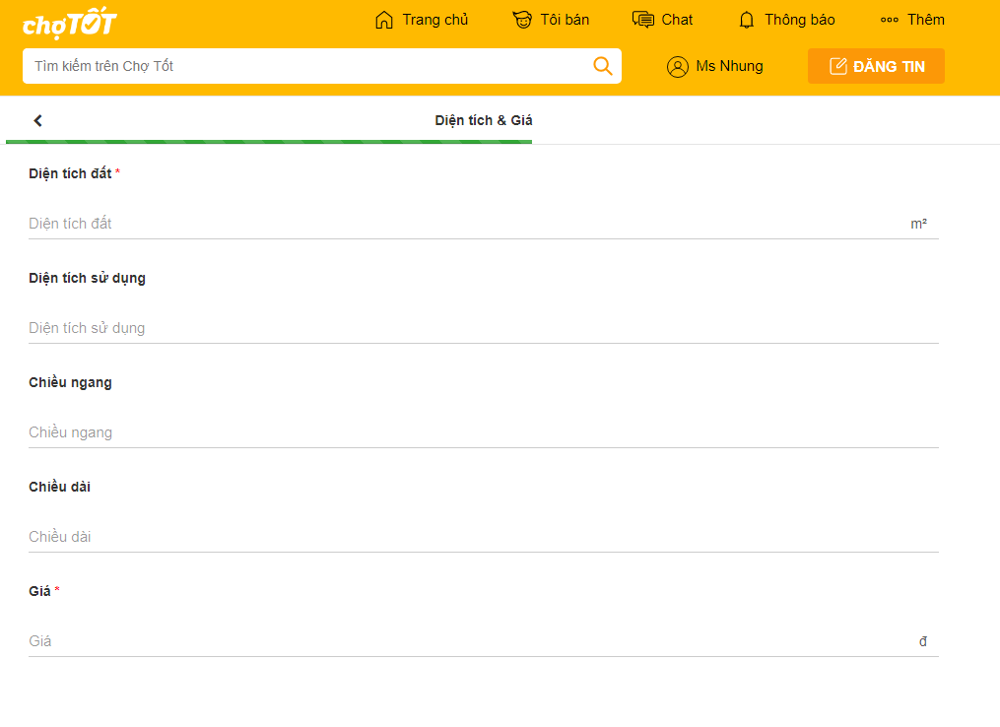 chợTỐT
Trang chủ
Tôi bán
Chat
Thông báo
Thêm
Tìm kiếm trên Chợ Tốt
Ms Nhung
ĐĂNG TIN
Diện tích & Giá
Diện tích đất *
Diện tích đất
m²
Diện tích sử dụng
Diện tích sử dụng
Chiều ngang
Chiều ngang
Chiều dài
Chiều dài
Giá *
Giá
đ